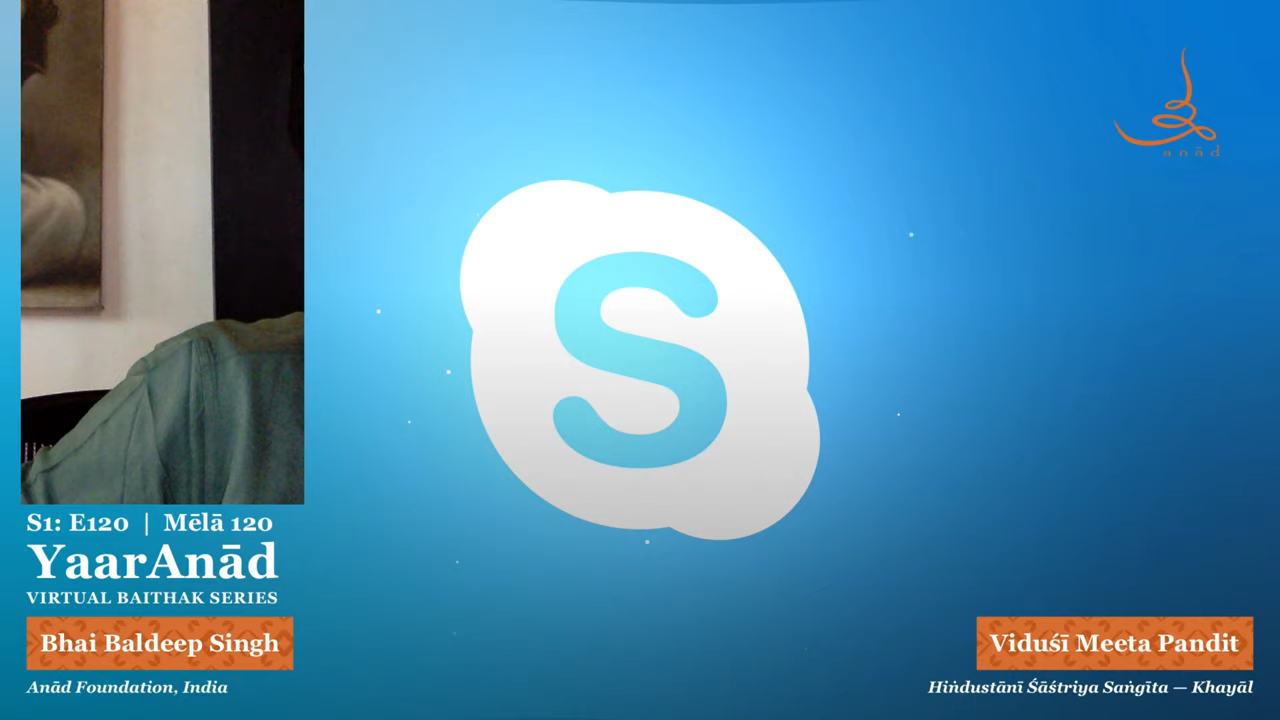 anād
S
S1: E120 | Mēlā 120
YaarAnād
VIRTUAL BAITHAK SERIES
Bhai Baldeep Singh
Anād Foundation, India
Viduśī Meeta Pandit
Hiṅdustānī Śāśtriya Saṅgīta — Khayāl